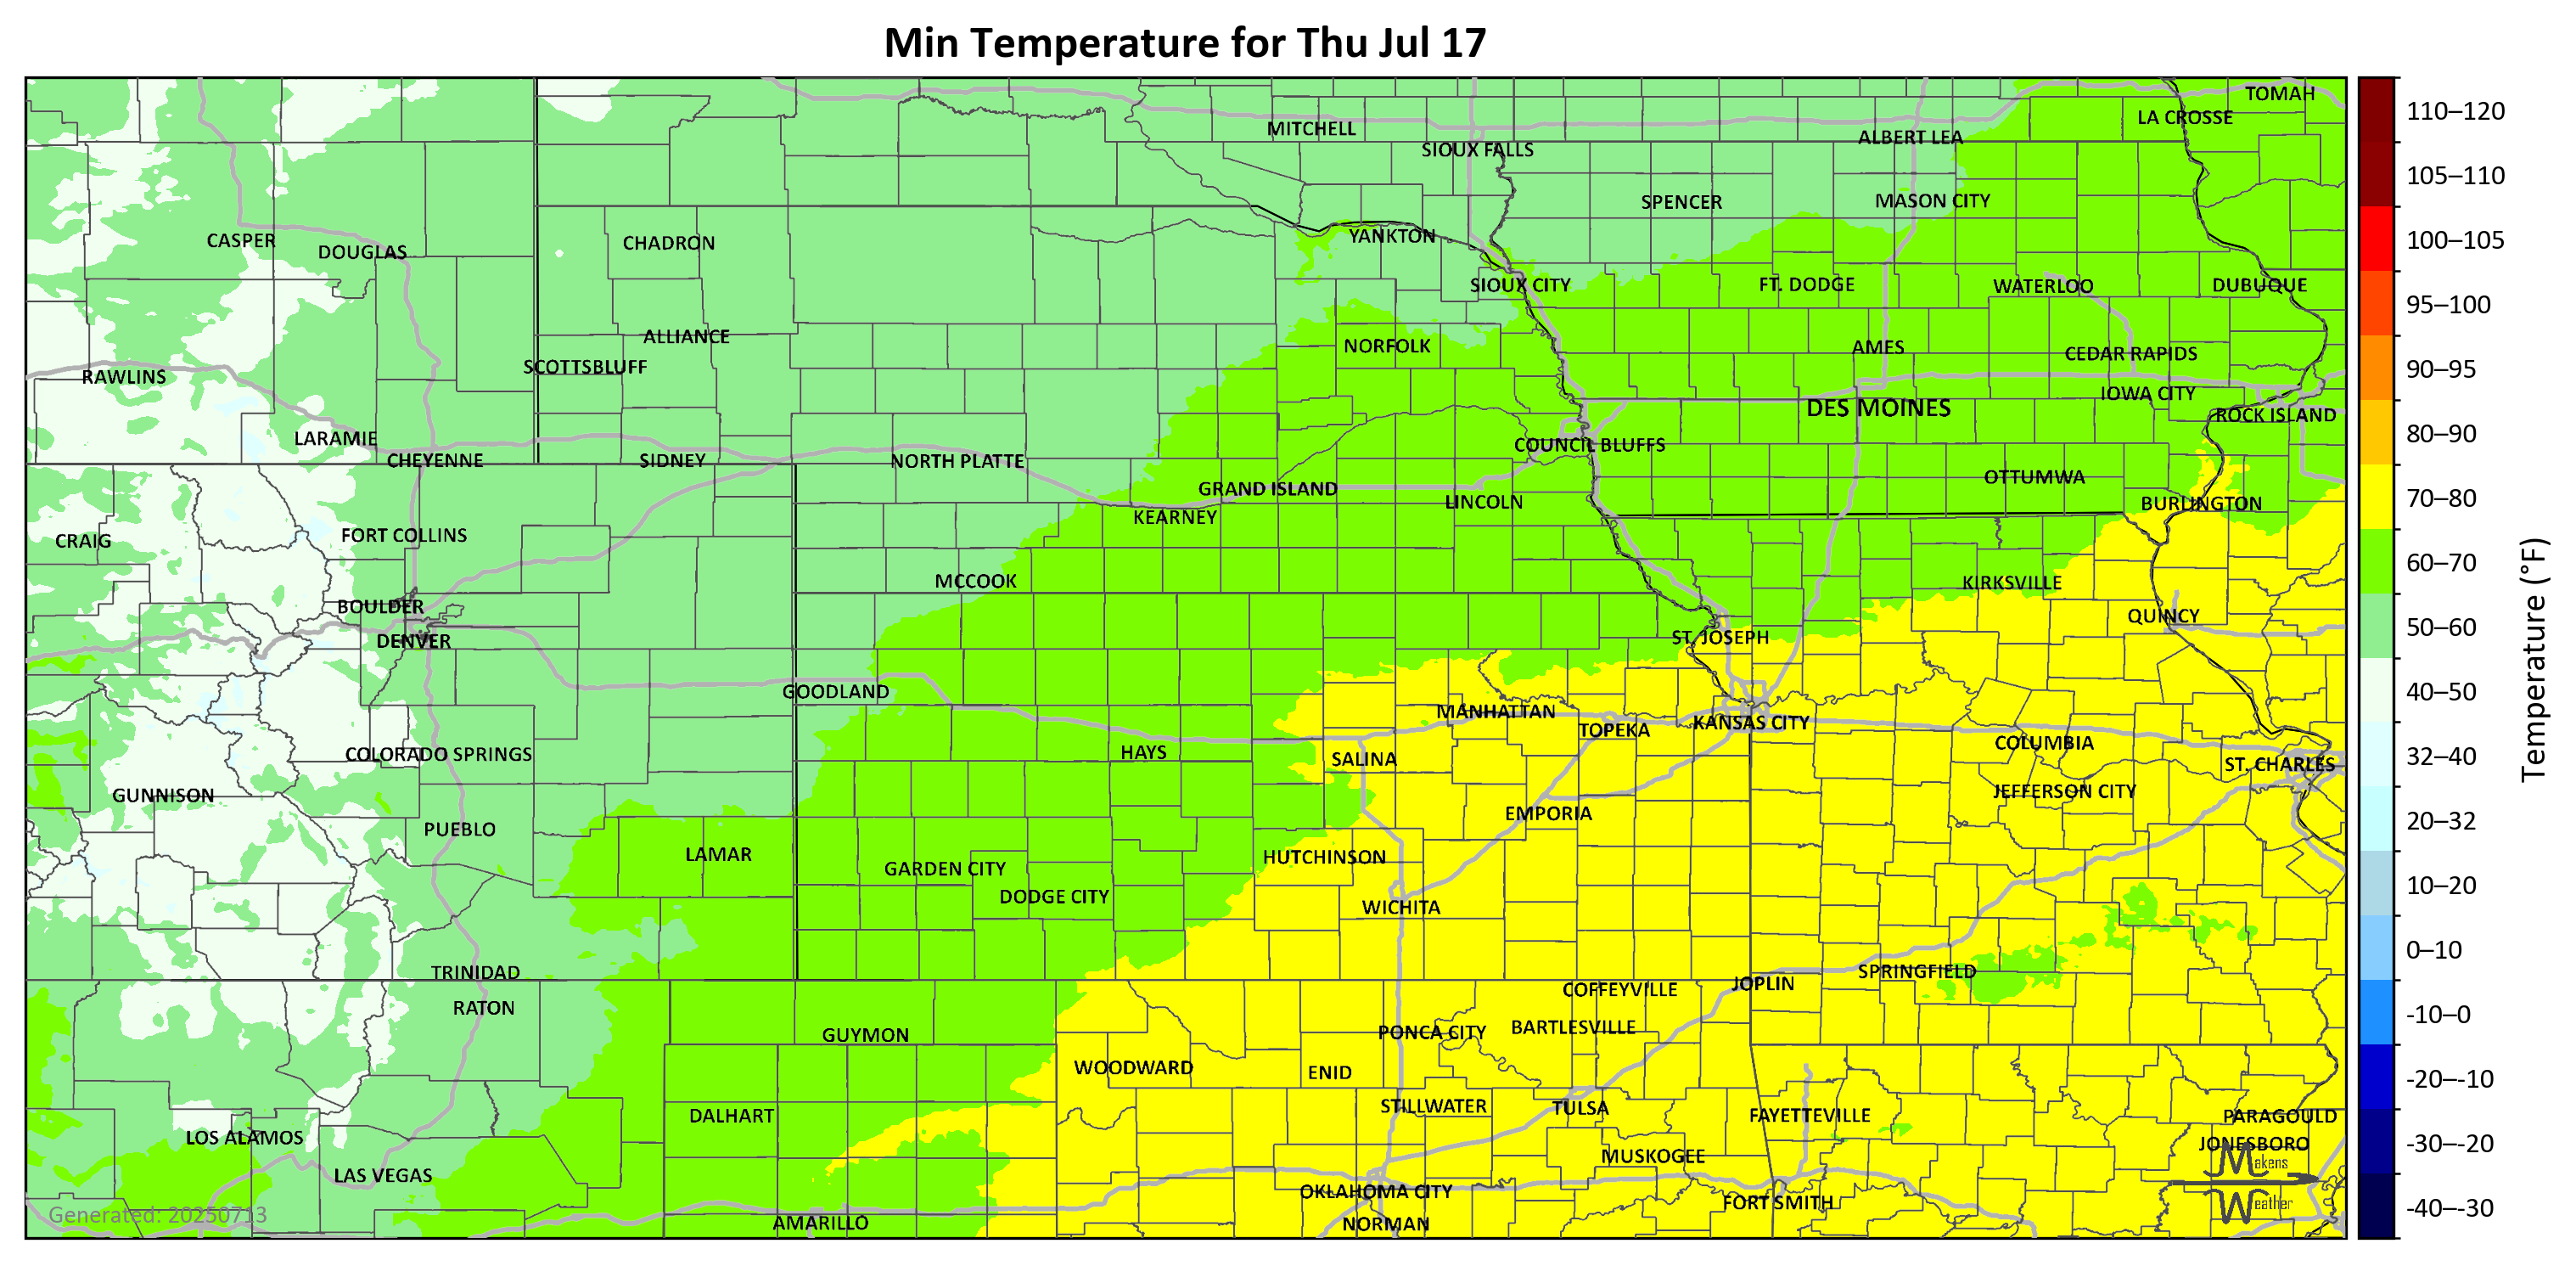 Min Temperature for Thu Jul 17
TOMAH
LA CROSSE
MITCHELL
ALBERT LEA
SIOUX FALLS
SPENCER
MASON CITY
CASPER
DOUGLAS
CHADRON
YANKTON
SIOUX CITY
FT. DODGE
WATERLOO
DUBUQUE
ALLIANCE
NORFOLK
AMES
CEDAR RAPIDS
SCOTTSBLUFF
RAWLINS
IOWA CITY
DES MOINES
ROCK ISLAND
LARAMIE
COUNCIL BLUFFS
CHEYENNE
SIDNEY
NORTH PLATTE
OTTUMWA
GRAND ISLAND
LINCOLN
BURLINGTON
KEARNEY
CRAIG
FORT COLLINS
MCCOOK
KIRKSVILLE
BOULDER
QUINCY
DENVER
ST. JOSEPH
GOODLAND
MANHATTAN
TOPEKA
KANSAS CITY
COLUMBIA
COLORADO SPRINGS
HAYS
SALINA
ST. CHARLES
GUNNISON
JEFFERSON CITY
EMPORIA
PUEBLO
LAMAR
HUTCHINSON
GARDEN CITY
DODGE CITY
WICHITA
TRINIDAD
SPRINGFIELD
JOPLIN
COFFEYVILLE
RATON
GUYMON
PONCA CITY
BARTLESVILLE
WOODWARD
ENID
DALHART
STILLWATER
TULSA
FAYETTEVILLE
PARAGOULD
LOS ALAMOS
JONESBORO
LAS VEGAS
MUSKOGEE
OKLAHOMA CITY
FORT SMITH
AMARILLO
NORMAN
Generated: 20250713
Makens
Weather
110–120
105–110
100–105
95–100
90–95
80–90
70–80
60–70
50–60
40–50
32–40
20–32
10–20
0–10
-10–0
-20–-10
-30–-20
-40–-30
Temperature (°F)